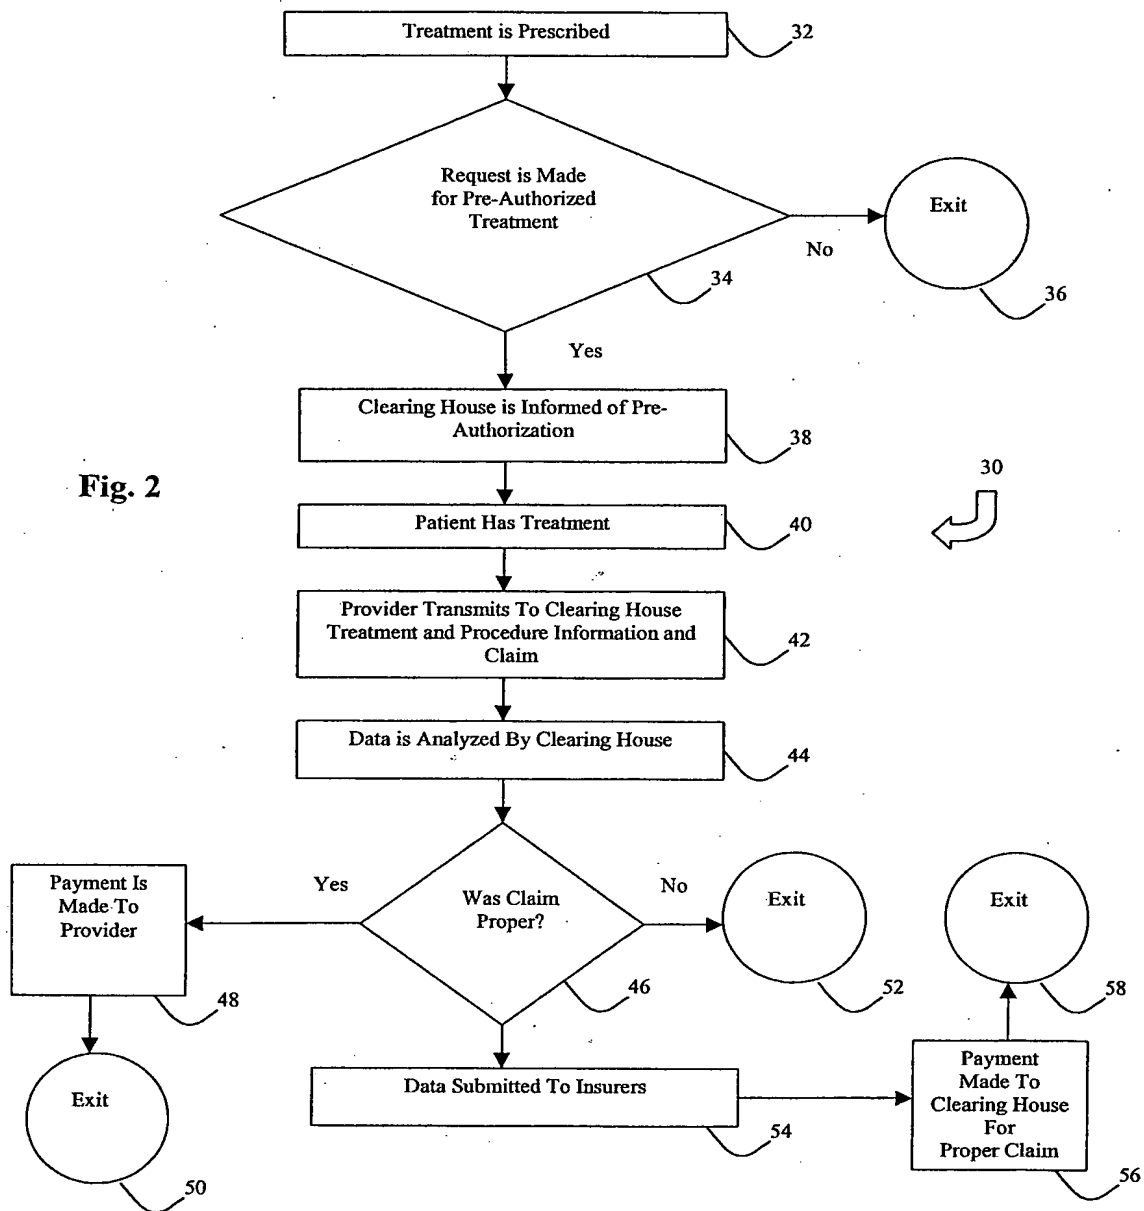 Treatment is Prescribed
32
Request is Made
for Pre-Authorized
Treatment
Exit
No
34
36
Yes
Clearing House is Informed of Pre-
Authorization
38
Fig. 2
30
Patient Has Treatment
40
Provider Transmits To Clearing House
Treatment and Procedure Information and
Claim
42
Data is Analyzed By Clearing House
44
Payment Is
Made To
Provider
Yes
Was Claim
Proper?
No
Exit
Exit
48
46
52
58
Exit
Data Submitted To Insurers
Payment
Made To
Clearing House
For
Proper Claim
54
56
50